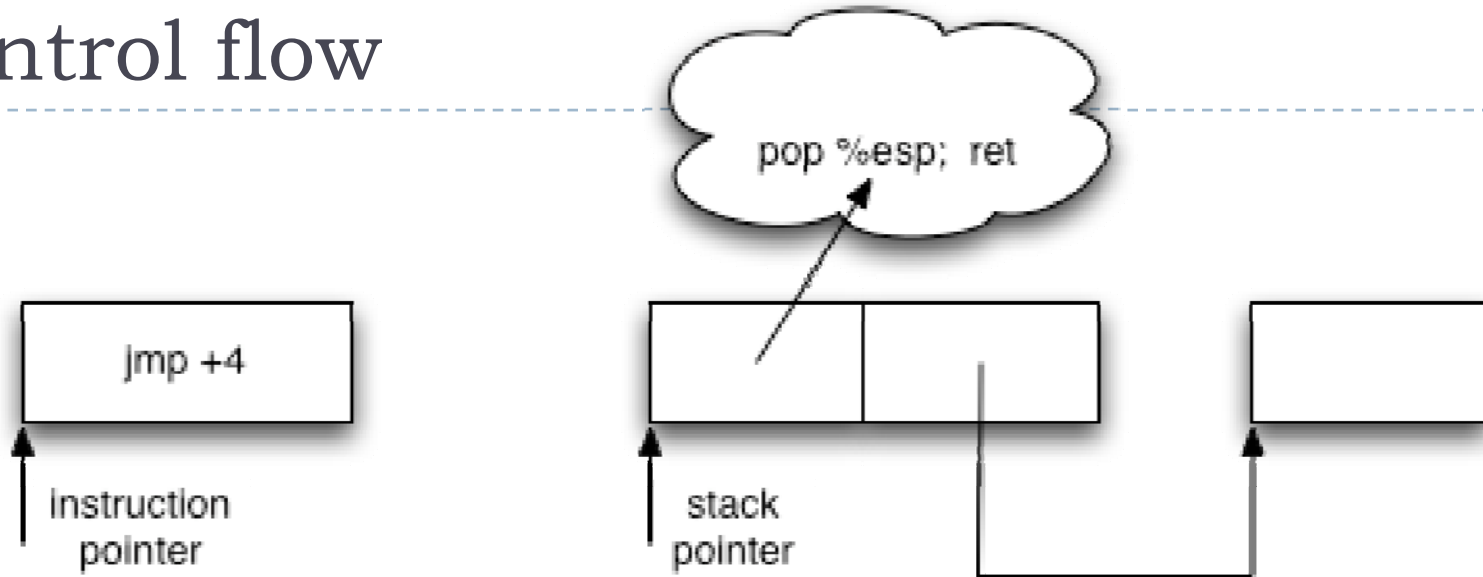 ntrol flow
pop %esp; ret
jmp +4
instruction
pointer
stack
pointer